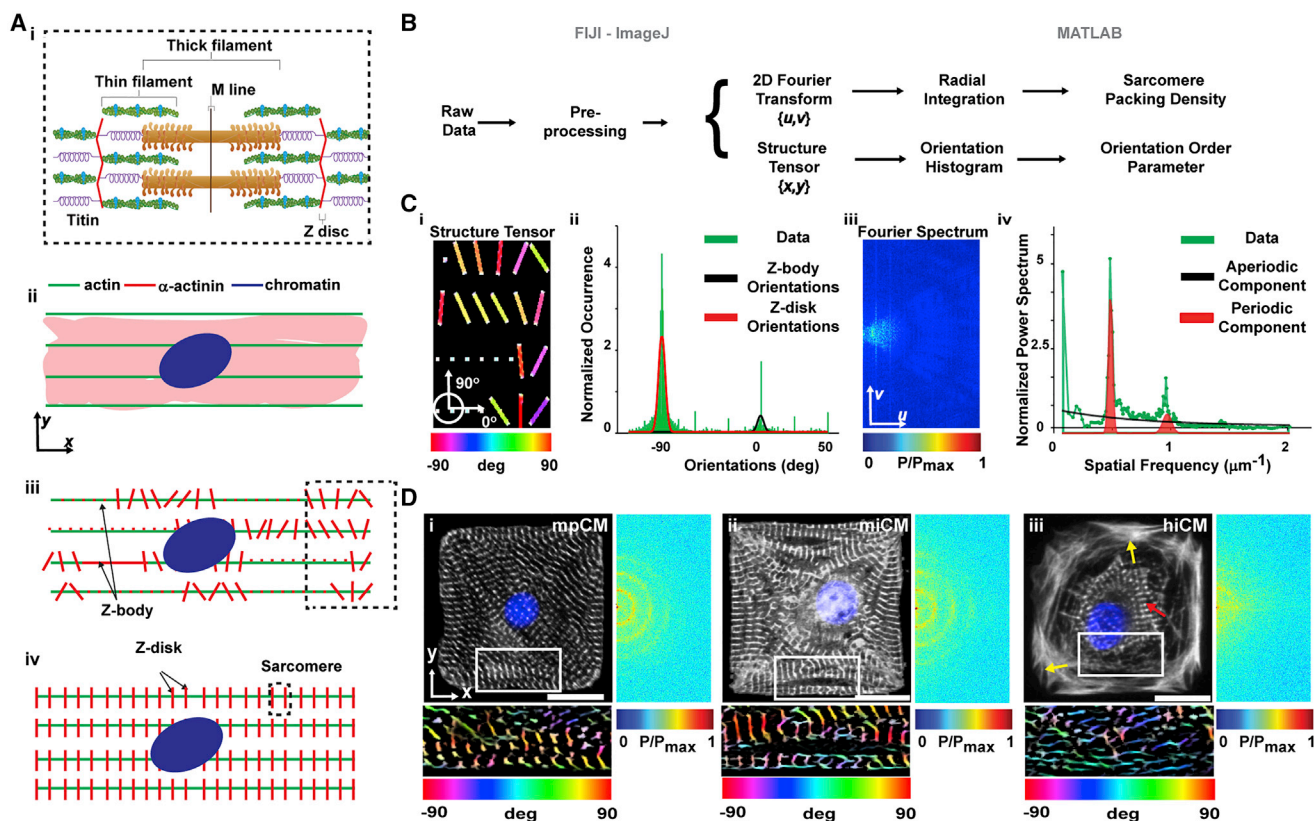 A
i
Thick filament
Thin filament
M line
Titin
Z disc
ii
actin
α-actinin
chromatin
y
x
iii
Z-body
iv
Z-disk
Sarcomere
B
FIJI - ImageJ
MATLAB
Raw
Data
Pre-
processing
{
2D Fourier
Transform
{u,v}
Radial
Integration
Sarcomere
Packing Density
Structure
Tensor
{x,y}
Orientation
Histogram
Orientation Order
Parameter
C
i
Structure Tensor
90º
0º
-90
deg
90
ii
Data
Z-body
Orientations
Z-disk
Orientations
Normalized Occurrence
4
2
0
-90
0
50
Orientations (deg)
iii
Fourier Spectrum
v
u
0
P/Pmax
1
iv
Data
Aperiodic
Component
Periodic
Component
Normalized Power Spectrum
5
2.5
0
0
1
2
Spatial Frequency (μm-1)
D
i
mpCM
y
x
0 P/Pmax 1
-90 deg 90
ii
miCM
0 P/Pmax 1
-90 deg 90
iii
hiCM
0 P/Pmax 1
-90 deg 90